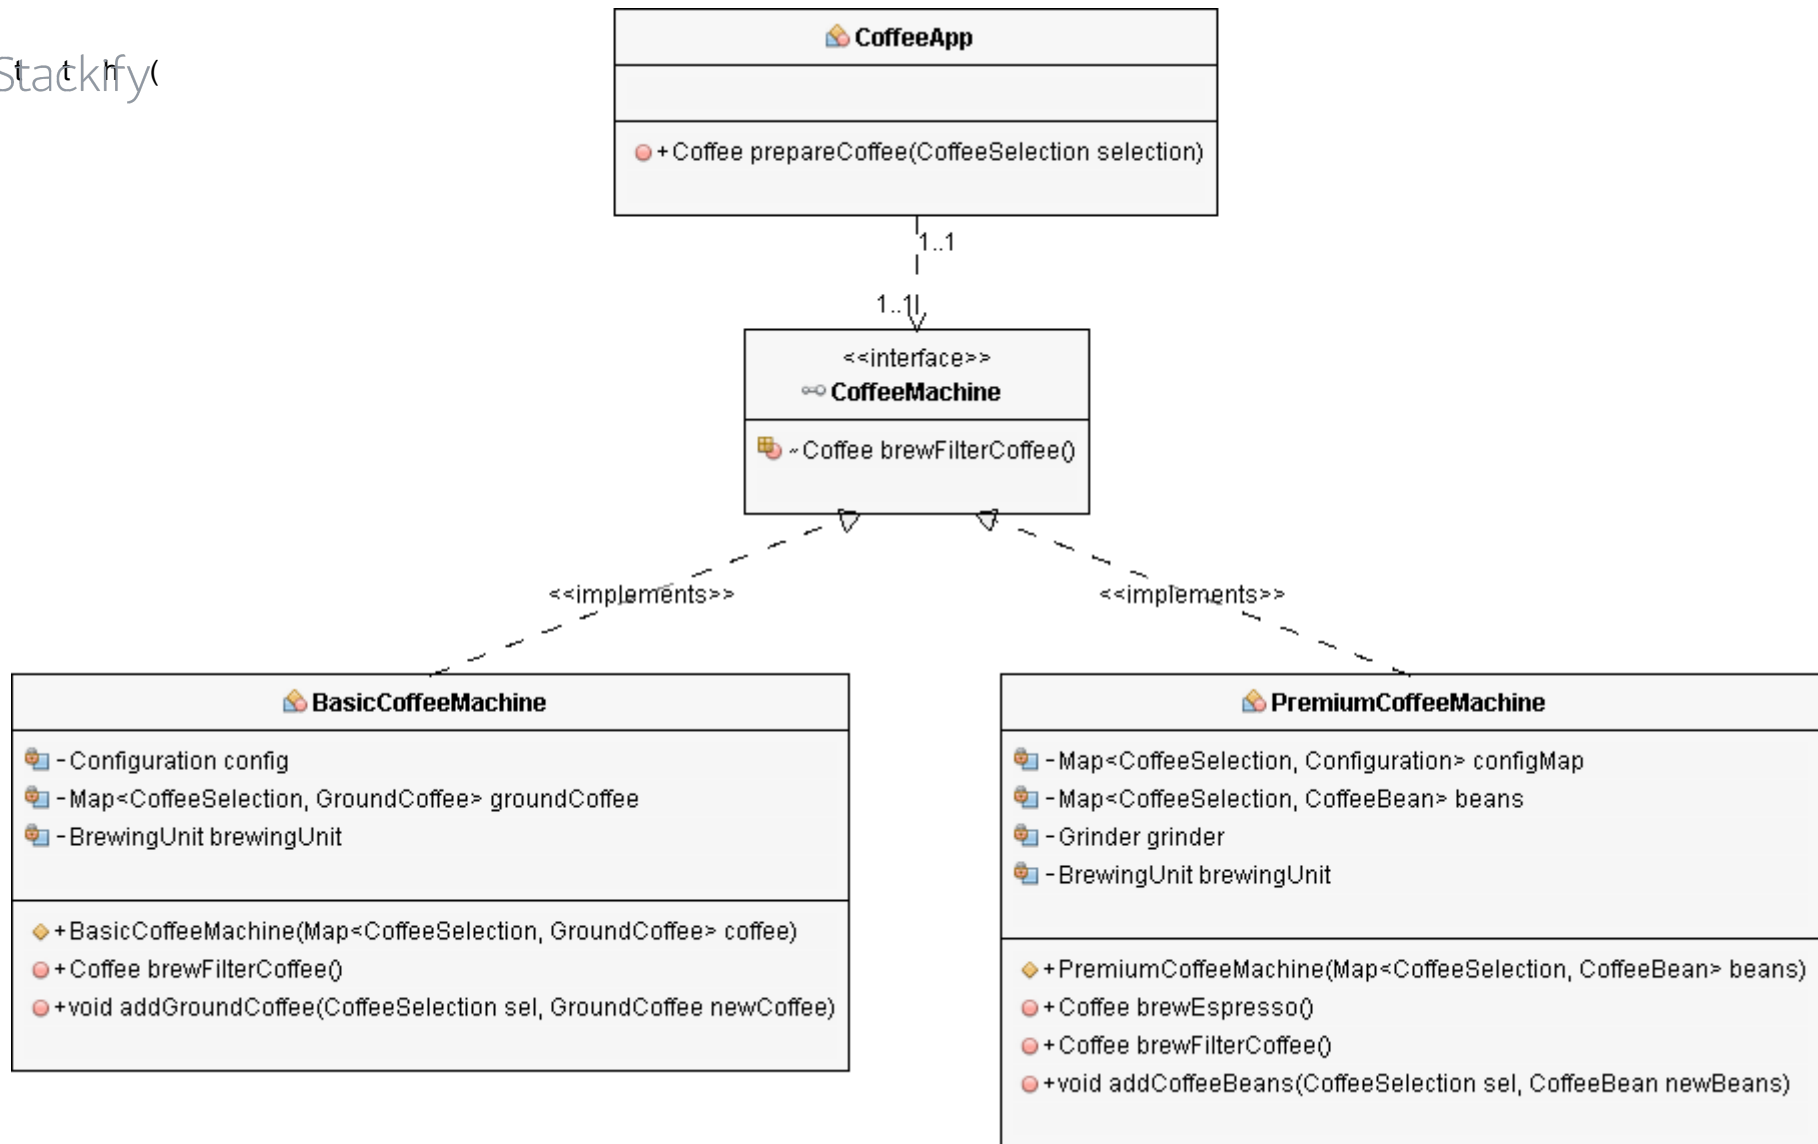 Stackify
t t h (
CoffeeApp
+Coffee prepareCoffee(CoffeeSelection selection)
1..1
1..1
<<interface>>
CoffeeMachine
~Coffee brewFilterCoffee()
<<implements>>
<<implements>>
BasicCoffeeMachine
-Configuration config
-Map<CoffeeSelection, GroundCoffee> groundCoffee
-BrewingUnit brewingUnit
+BasicCoffeeMachine(Map<CoffeeSelection, GroundCoffee> coffee)
+Coffee brewFilterCoffee()
+void addGroundCoffee(CoffeeSelection sel, GroundCoffee newCoffee)
PremiumCoffeeMachine
-Map<CoffeeSelection, Configuration> configMap
-Map<CoffeeSelection, CoffeeBean> beans
-Grinder grinder
-BrewingUnit brewingUnit
+PremiumCoffeeMachine(Map<CoffeeSelection, CoffeeBean> beans)
+Coffee brewEspresso()
+Coffee brewFilterCoffee()
+void addCoffeeBeans(CoffeeSelection sel, CoffeeBean newBeans)